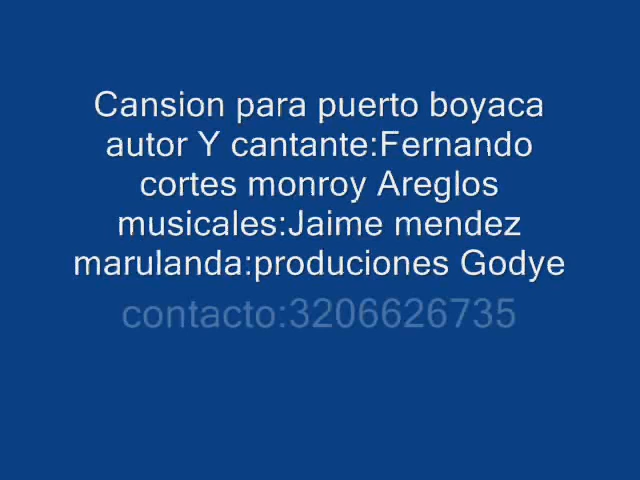 Cansion para puerto boyaca
autor Y cantante:Fernando
cortes monroy Areglos
musicales:Jaime mendez
marulanda:produciones Godye
contacto:3206626735